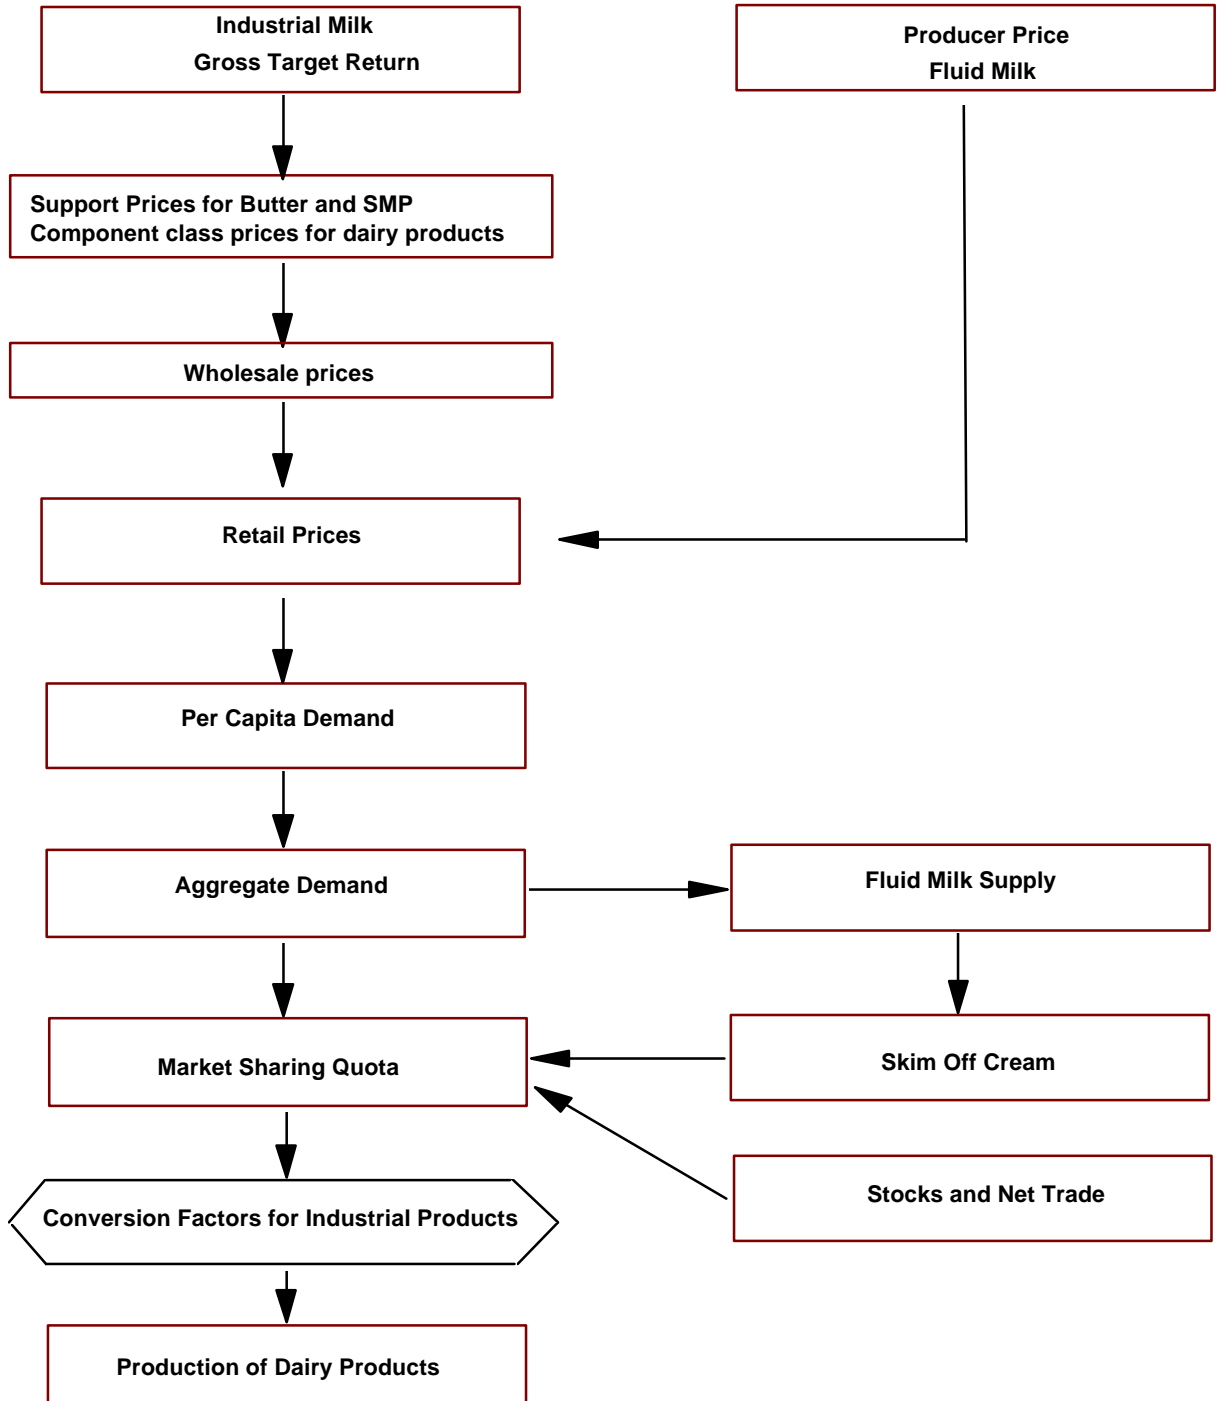 Industrial Milk
Gross Target Return
Producer Price
Fluid Milk
Support Prices for Butter and SMP
Component class prices for dairy products
Wholesale prices
Retail Prices
Per Capita Demand
Aggregate Demand
Fluid Milk Supply
Market Sharing Quota
Skim Off Cream
Stocks and Net Trade
Conversion Factors for Industrial Products
Production of Dairy Products